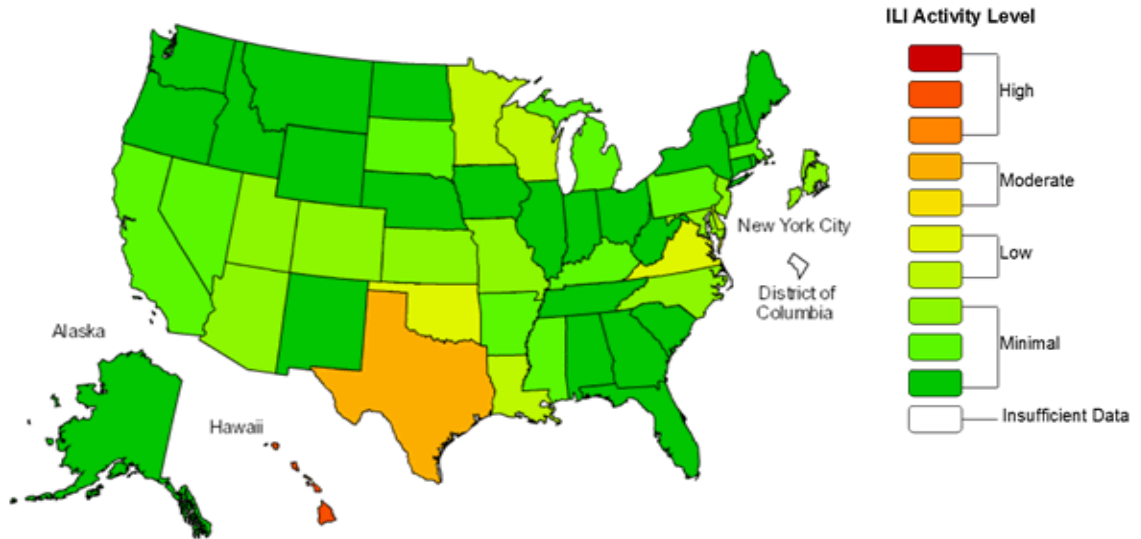 ILI Activity Level
High
Moderate
New York City
Low
District of
Columbia
Alaska
Minimal
Hawaii
Insufficient Data